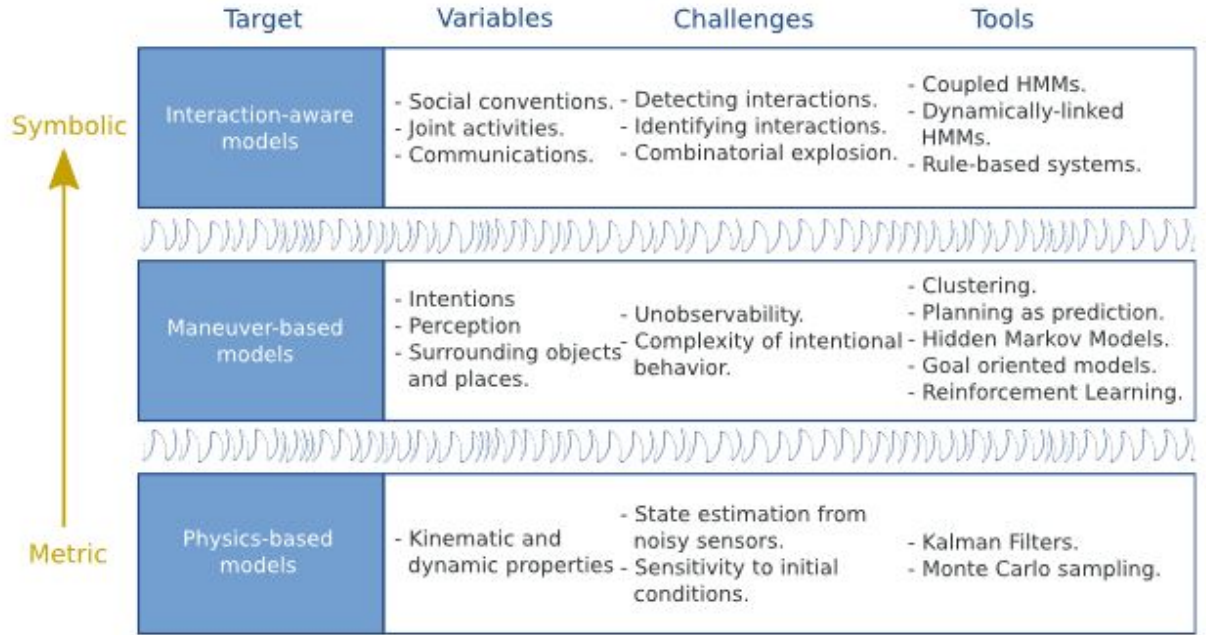 Target
Variables
Challenges
Tools
Symbolic
Metric
Interaction-aware
models
- Social conventions.
- Joint activities.
- Communications.
- Detecting interactions.
- Identifying interactions.
- Combinatorial explosion.
- Coupled HMMs.
- Dynamically-linked
HMMs.
- Rule-based systems.
Maneuver-based
models
- Intentions
- Perception
- Surrounding objects
and places.
- Unobservability.
- Complexity of intentional
behavior.
- Clustering.
- Planning as prediction.
- Hidden Markov Models.
- Goal oriented models.
- Reinforcement Learning.
Physics-based
models
- Kinematic and
dynamic properties
- State estimation from
noisy sensors.
- Sensitivity to initial
conditions.
- Kalman Filters.
- Monte Carlo sampling.